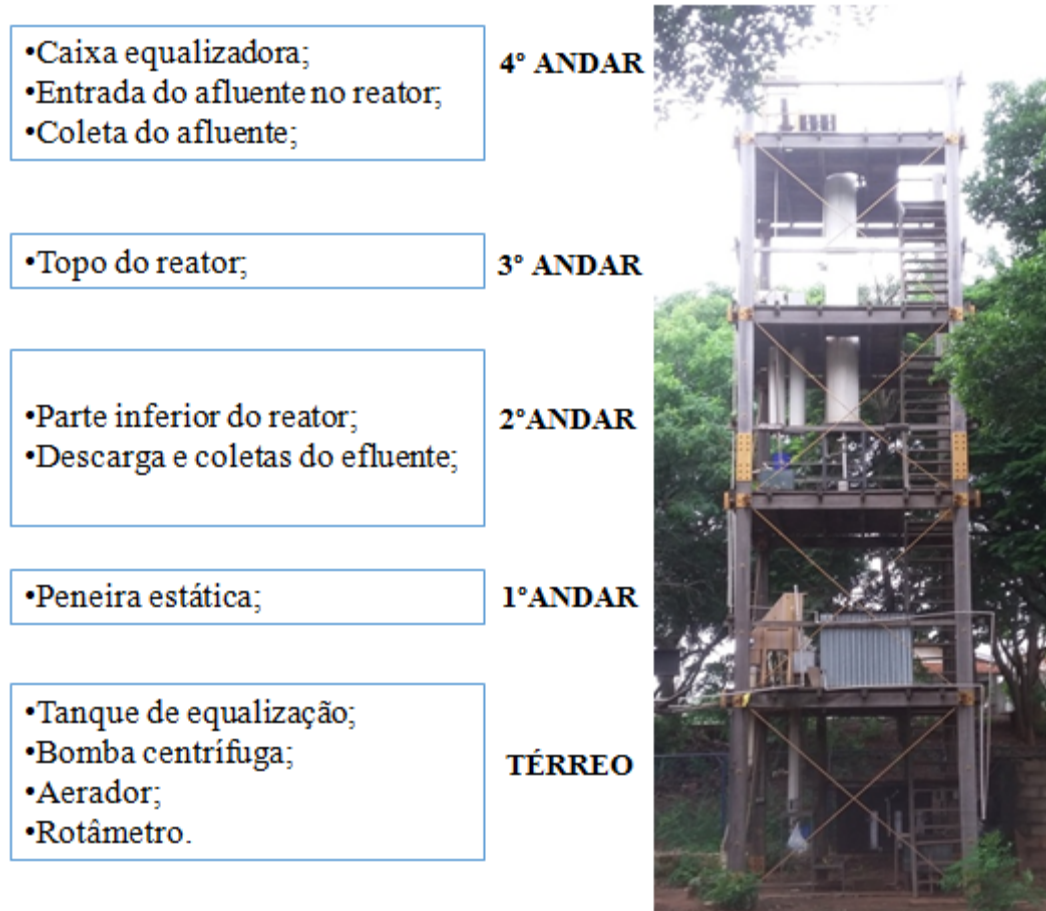 •Caixa equalizadora;
•Entrada do afluente no reator;
•Coleta do afluente;
4° ANDAR
•Topo do reator;
3° ANDAR
•Parte inferior do reator;
•Descarga e coletas do efluente;
2°ANDAR
•Peneira estática;
1°ANDAR
•Tanque de equalização;
•Bomba centrífuga;
•Aerador;
•Rotâmetro.
TÉRREO